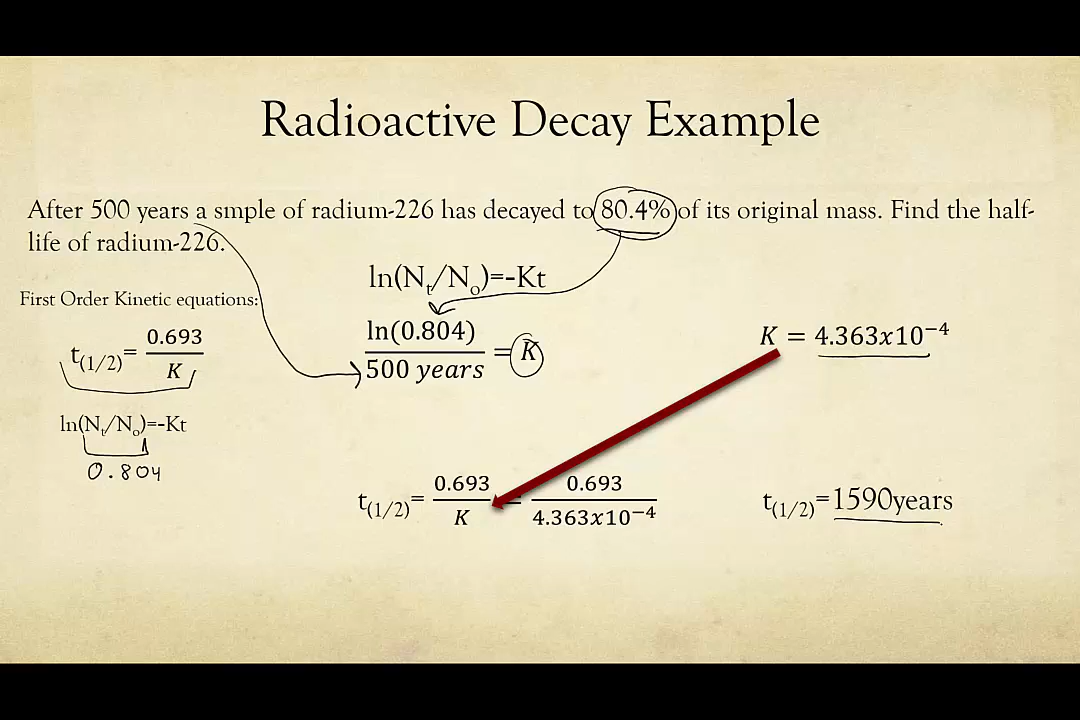 Radioactive Decay Example
After 500 years a smple of radium-226 has decayed to 80.4% of its original mass. Find the half-
life of radium-226.
First Order Kinetic equations:
t(1/2)= 0.693/K
ln(Nt/No)=-Kt
0.804
ln(Nt/No)=-Kt
ln(0.804)/500 years = K
K = 4.363x10⁻⁴
t(1/2)= 0.693/K = 0.693/4.363x10⁻⁴
t(1/2)=1590years